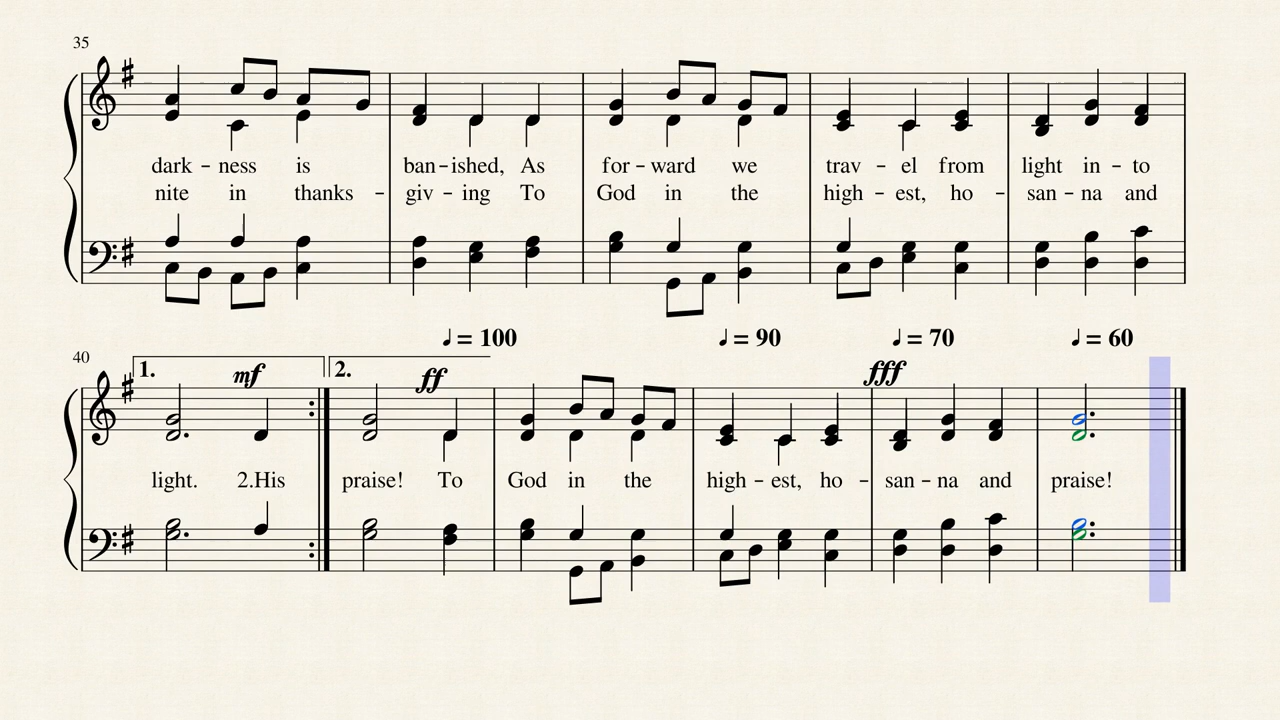 35
dark – ness is ban – ished, As for – ward we trav – el from light in – to
nite in thanks – giv – ing To God in the high – est, ho – san – na and
♩ = 100 ♩ = 90 ♩ = 70 ♩ = 60
40
1. mf 2. ff fff
light. 2.His praise! To God in the high – est, ho – san – na and praise!